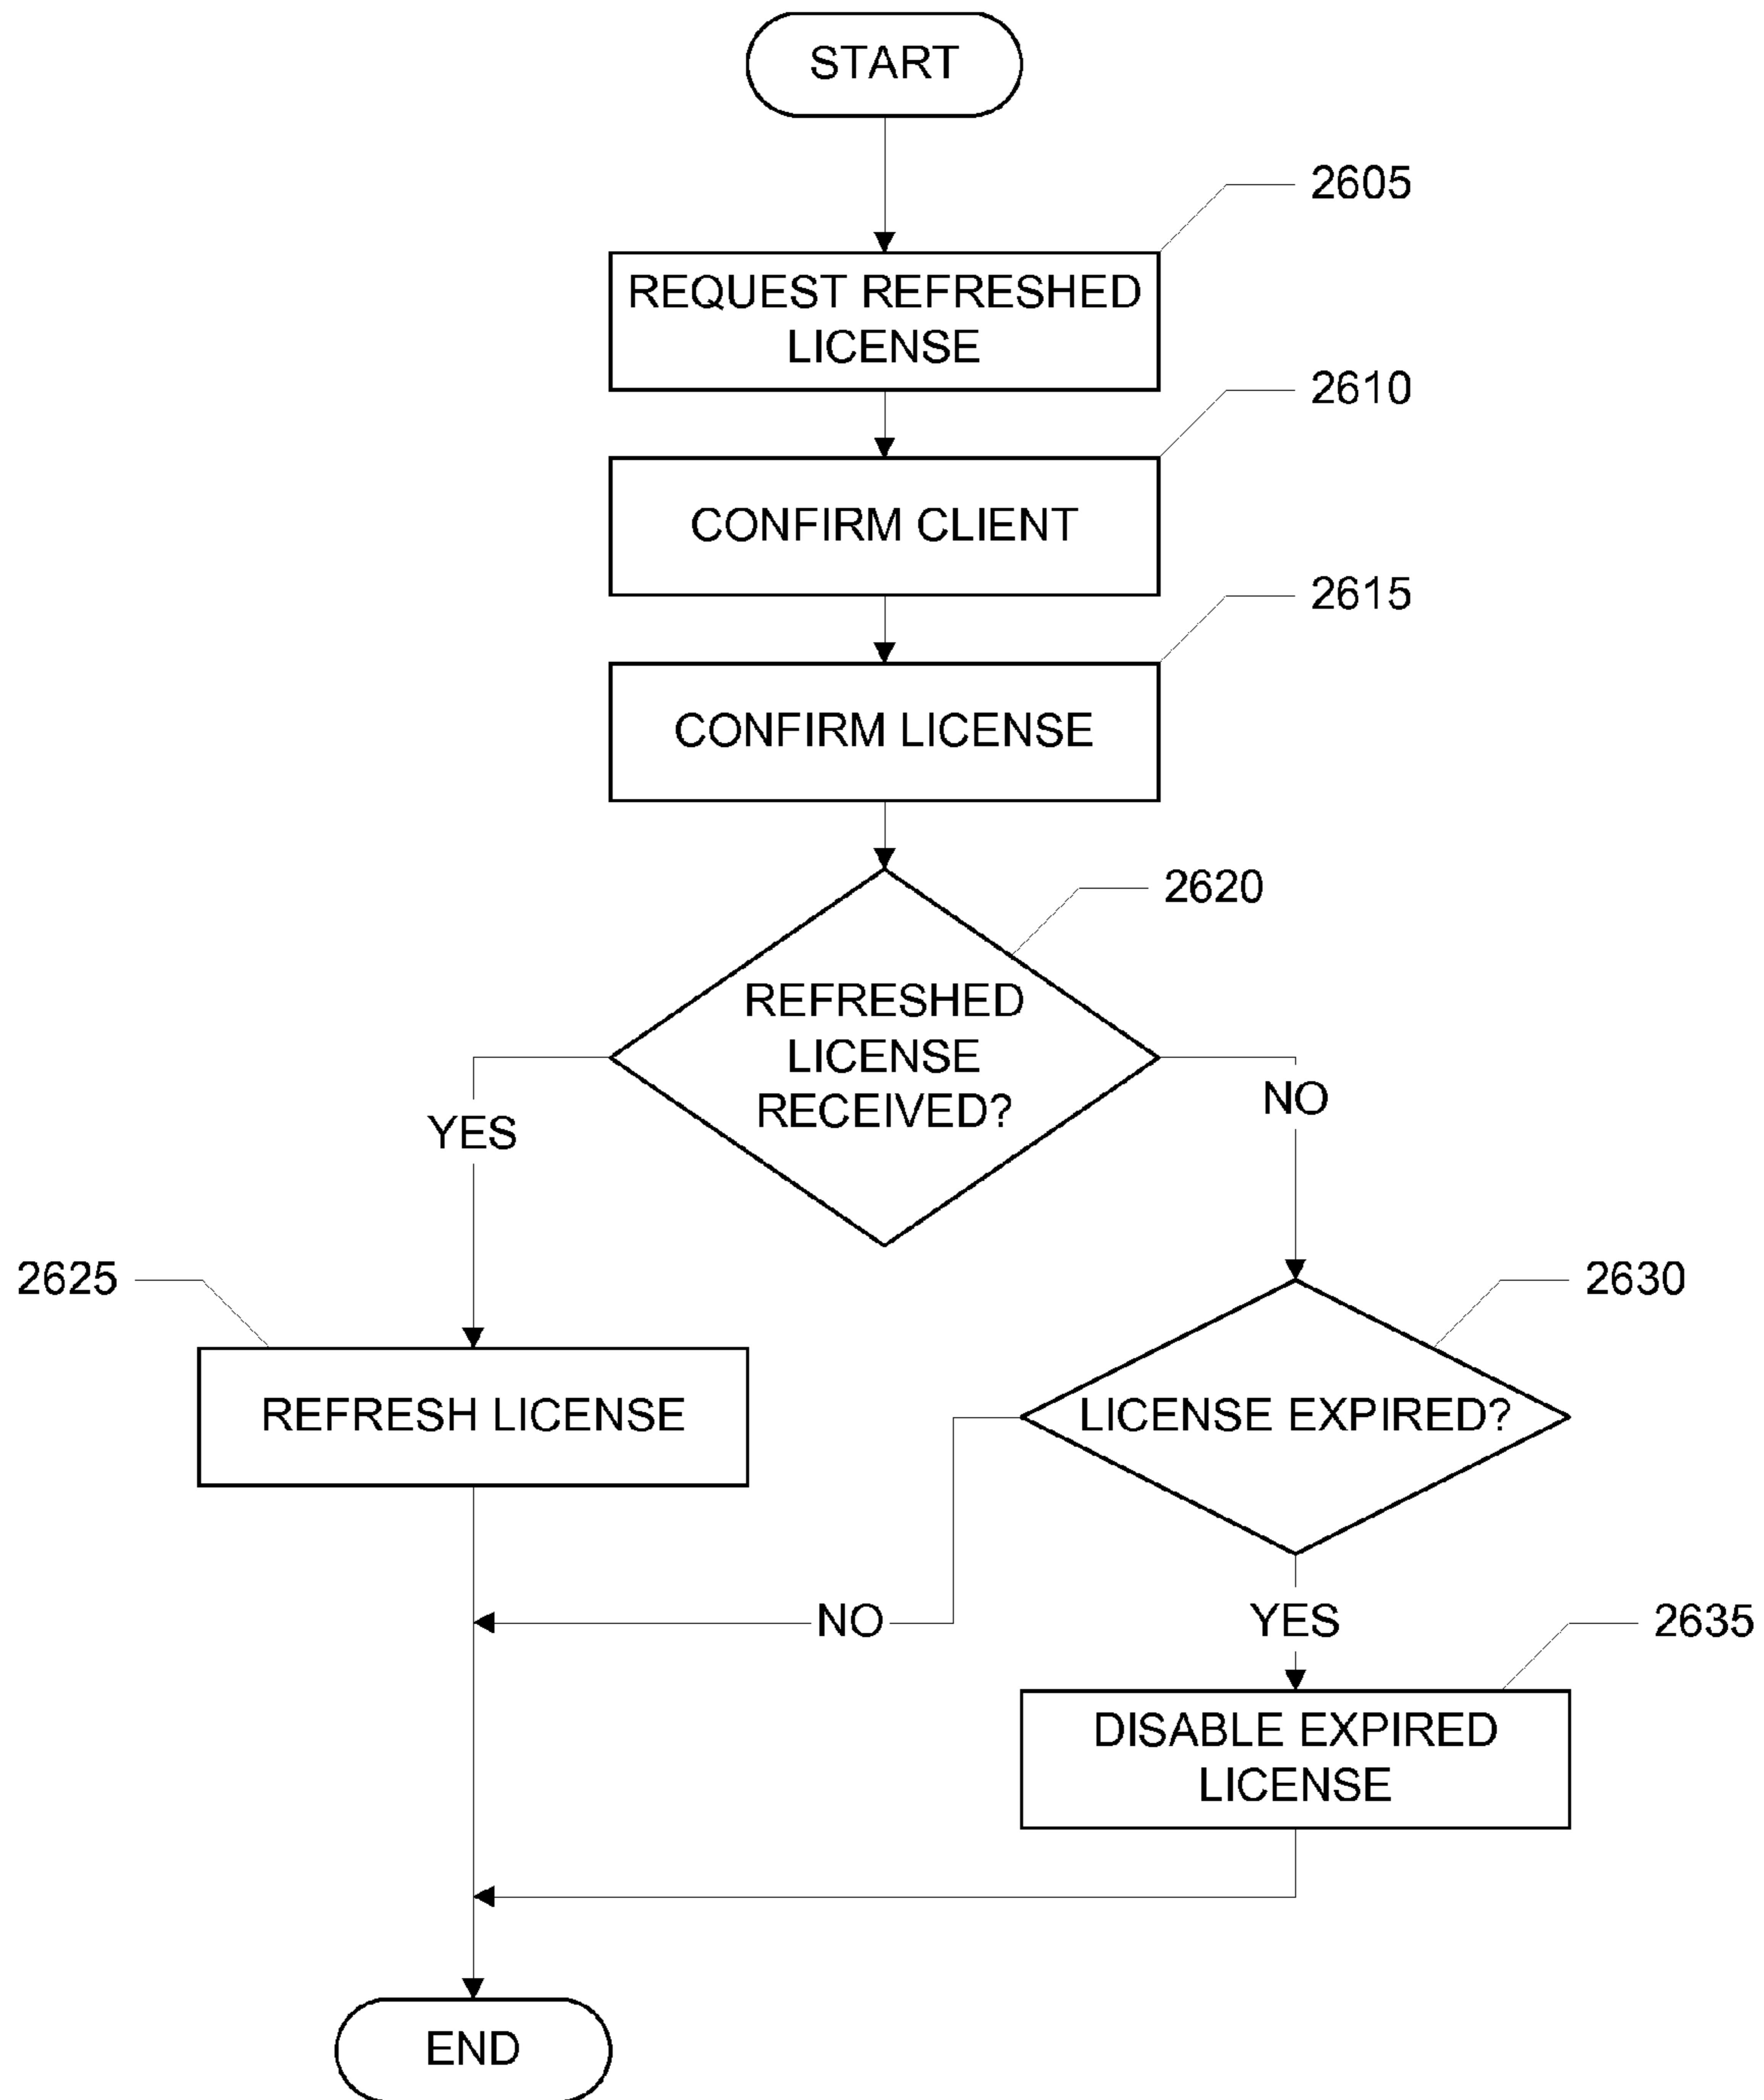 START
2605
REQUEST REFRESHED
LICENSE
2610
CONFIRM CLIENT
2615
CONFIRM LICENSE
2620
REFRESHED
LICENSE
RECEIVED?
YES
NO
2625
REFRESH LICENSE
2630
LICENSE EXPIRED?
NO
YES
2635
DISABLE EXPIRED
LICENSE
END